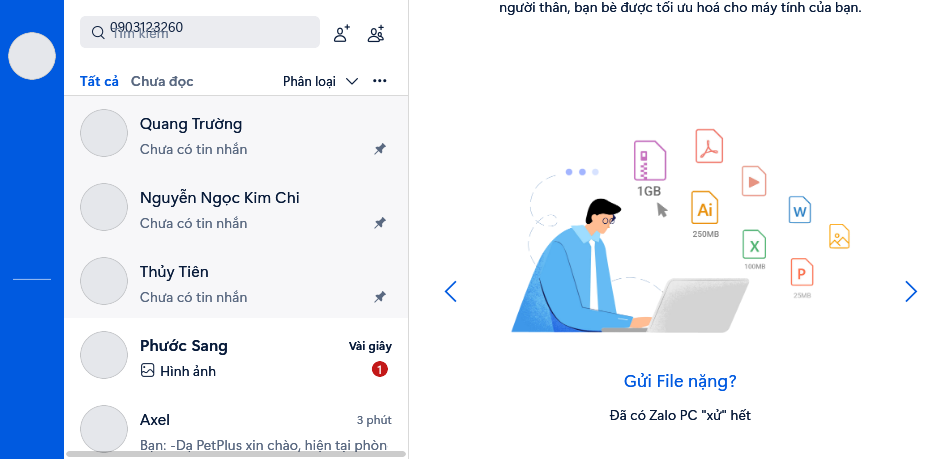 0903123260
Tìm kiếm
Tất cả Chưa đọc Phân loại
Quang Trường
Chưa có tin nhắn
Nguyễn Ngọc Kim Chi
Chưa có tin nhắn
Thủy Tiên
Chưa có tin nhắn
Phước Sang Vài giây
Hình ảnh 1
Axel 3 phút
Bạn: -Dạ PetPlus xin chào, hiện tại phòn
người thân, bạn bè được tối ưu hoá cho máy tính của bạn.
1GB
Ai
250MB
W
X
100MB
P
25MB
Gửi File nặng?
Đã có Zalo PC "xử" hết